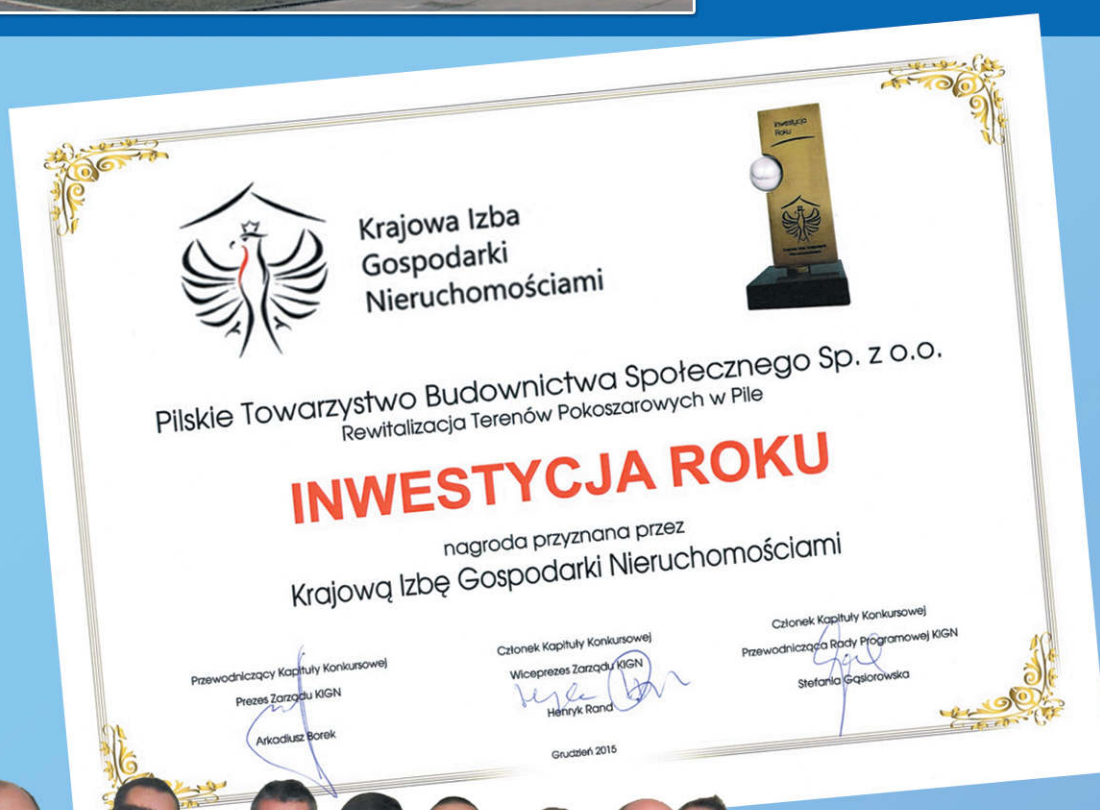 Krajowa Izba
Gospodarki
Nieruchomościami
Inwestycja
Roku
Pilskie Towarzystwo Budownictwa Społecznego Sp. z o.o.
Rewitalizacja Terenów Pokoszarowych w Pile
INWESTYCJA ROKU
nagroda przyznana przez
Krajową Izbę Gospodarki Nieruchomościami
Przewodniczący Kapituły Konkursowej
Prezes Zarządu KIGN
Arkadiusz Borek
Członek Kapituły Konkursowej
Wiceprezes Zarządu KIGN
Henryk Rand
Członek Kapituły Konkursowej
Przewodnicząca Rady Programowej KIGN
Stefania Gąsiorowska
Grudzień 2015